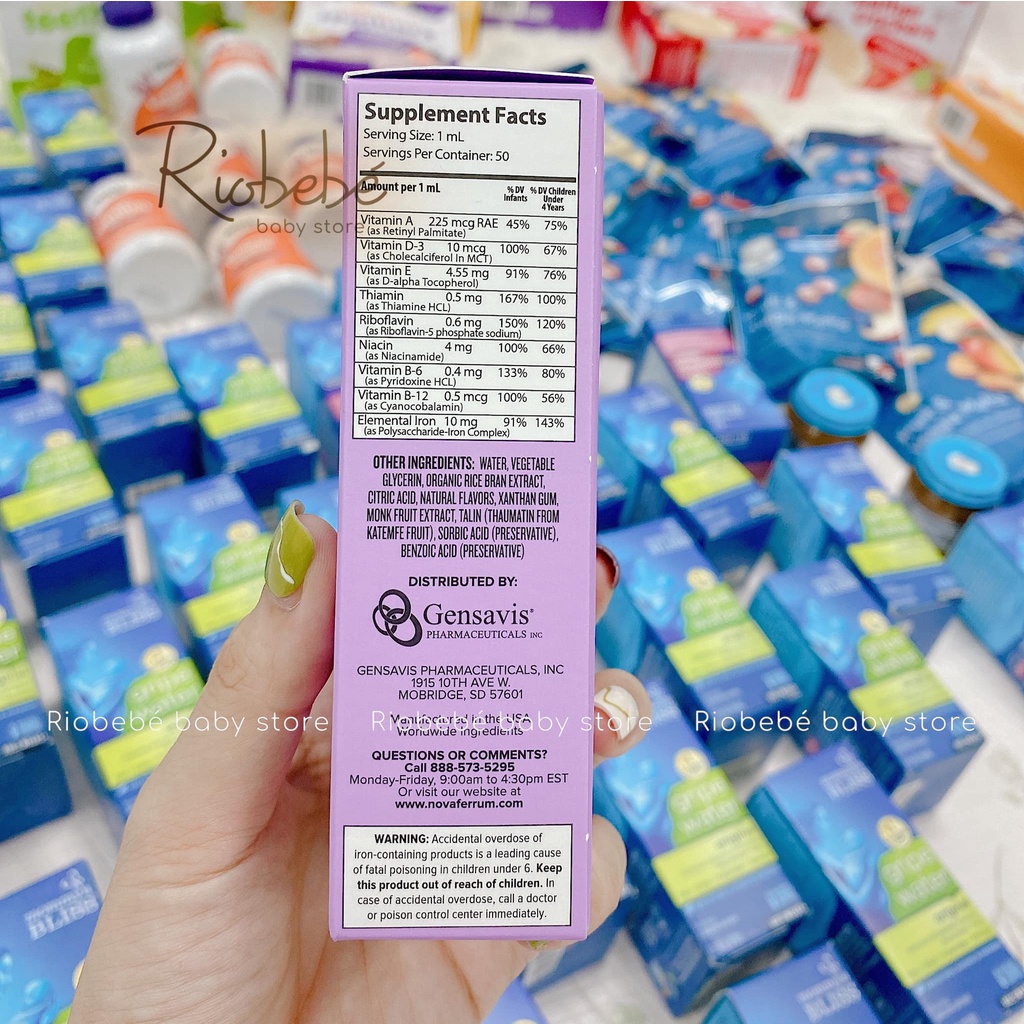 Supplement Facts
Serving Size: 1 mL
Servings Per Container: 50
Amount per 1 mL % DV Infants % DV Children Under 4 Years
Vitamin A 225 mcg RAE 45% 75%
(as Retinyl Palmitate)
Vitamin D-3 10 mcg 100% 67%
(as Cholecalciferol In MCT)
Vitamin E 4.55 mg 91% 76%
(as D-alpha Tocopherol)
Thiamin 0.5 mg 167% 100%
(as Thiamine HCL)
Riboflavin 0.6 mg 150% 120%
(as Riboflavin-5 phosphate sodium)
Niacin 4 mg 100% 66%
(as Niacinamide)
Vitamin B-6 0.4 mg 133% 80%
(as Pyridoxine HCL)
Vitamin B-12 0.5 mcg 100% 56%
(as Cyanocobalamin)
Elemental Iron 10 mg 91% 143%
(as Polysaccharide-Iron Complex)
OTHER INGREDIENTS: WATER, VEGETABLE
GLYCERIN, ORGANIC RICE BRAN EXTRACT,
CITRIC ACID, NATURAL FLAVORS, XANTHAN GUM,
MONK FRUIT EXTRACT, TALIN (THAUMATIN FROM
KATEMFE FRUIT), SORBIC ACID (PRESERVATIVE),
BENZOIC ACID (PRESERVATIVE)
DISTRIBUTED BY:
Gensavis®
PHARMACEUTICALS INC
GENSAVIS PHARMACEUTICALS, INC
1915 10TH AVE W.
MOBRIDGE, SD 57601
Manufactured in the USA
Worldwide Ingredients
QUESTIONS OR COMMENTS?
Call 888-573-5295
Monday-Friday, 9:00am to 4:30pm EST
Or visit our website at
www.novaferrum.com
WARNING: Accidental overdose of
iron-containing products is a leading cause
of fatal poisoning in children under 6. Keep
this product out of reach of children. In
case of accidental overdose, call a doctor
or poison control center immediately.
Riobebé
baby store
Riobebé baby store Riobebé baby store Riobebé baby store
gripe
water
gripe
water
BLISS
BLISS